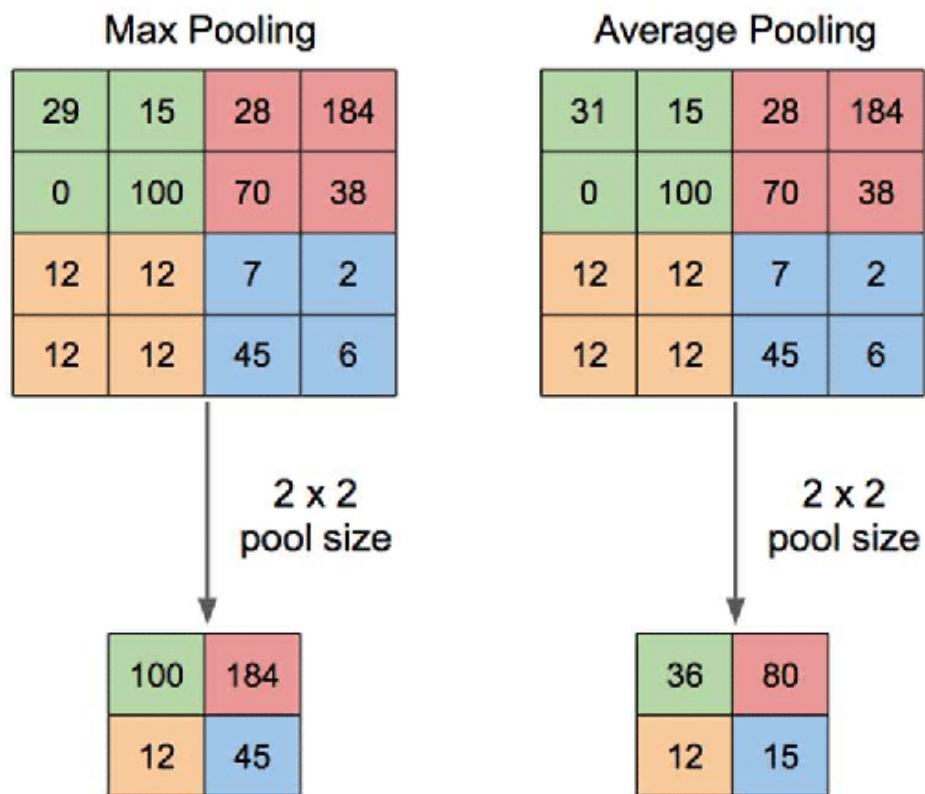 Max Pooling
29 15 28 184
0 100 70 38
12 12 7 2
12 12 45 6
2 x 2
pool size
100 184
12 45
Average Pooling
31 15 28 184
0 100 70 38
12 12 7 2
12 12 45 6
2 x 2
pool size
36 80
12 15